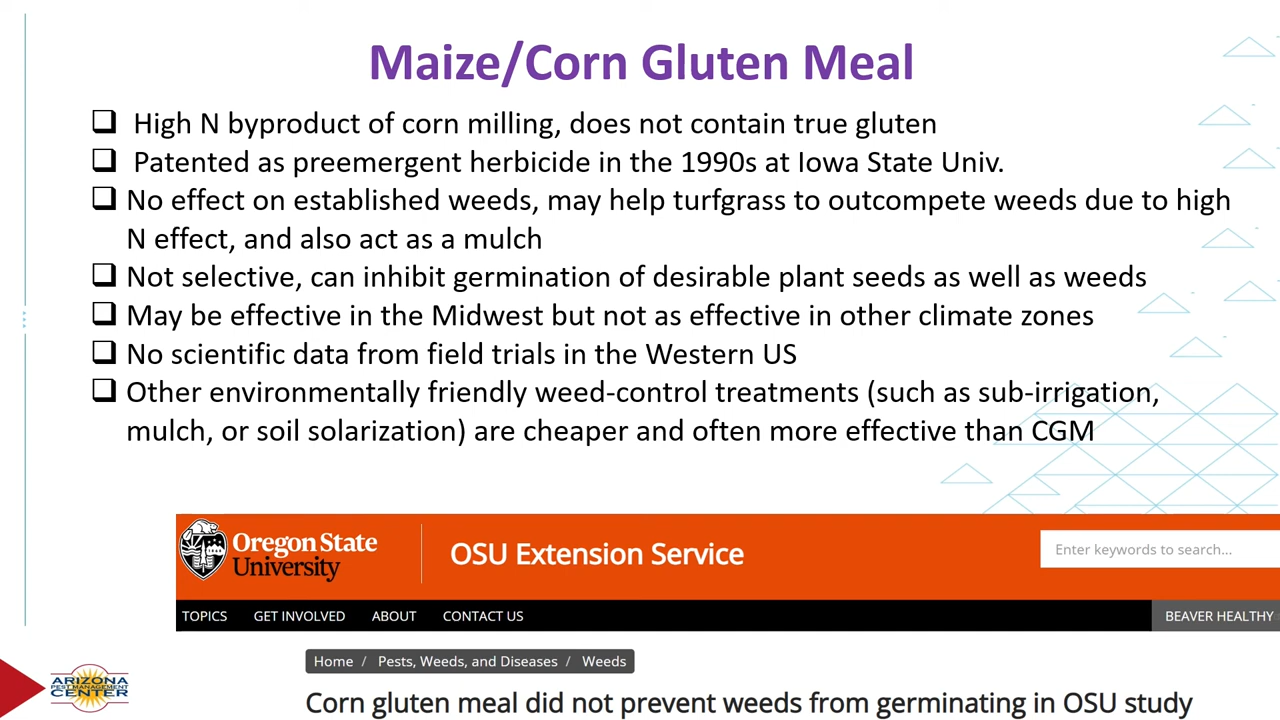 Maize/Corn Gluten Meal
❑ High N byproduct of corn milling, does not contain true gluten
❑ Patented as preemergent herbicide in the 1990s at Iowa State Univ.
❑ No effect on established weeds, may help turfgrass to outcompete weeds due to high
N effect, and also act as a mulch
❑ Not selective, can inhibit germination of desirable plant seeds as well as weeds
❑ May be effective in the Midwest but not as effective in other climate zones
❑ No scientific data from field trials in the Western US
❑ Other environmentally friendly weed-control treatments (such as sub-irrigation,
mulch, or soil solarization) are cheaper and often more effective than CGM
Oregon State
University
OSU Extension Service
Enter keywords to search...
TOPICS GET INVOLVED ABOUT CONTACT US
BEAVER HEALTHY
Home / Pests, Weeds, and Diseases / Weeds
ARIZONA
PEST MANAGEMENT
CENTER
Corn gluten meal did not prevent weeds from germinating in OSU study